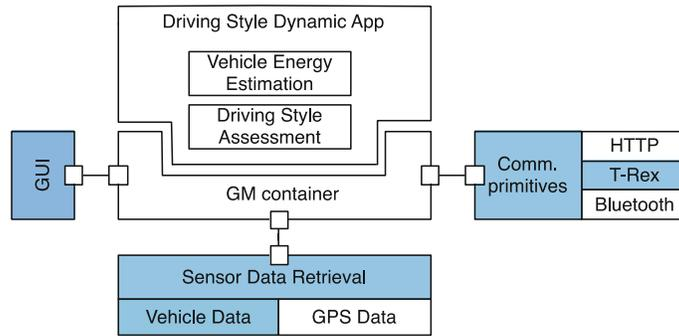 Driving Style Dynamic App
Vehicle Energy
Estimation
Driving Style
Assessment
GUI
GM container
Comm.
primitives
HTTP
T-Rex
Bluetooth
Sensor Data Retrieval
Vehicle Data
GPS Data